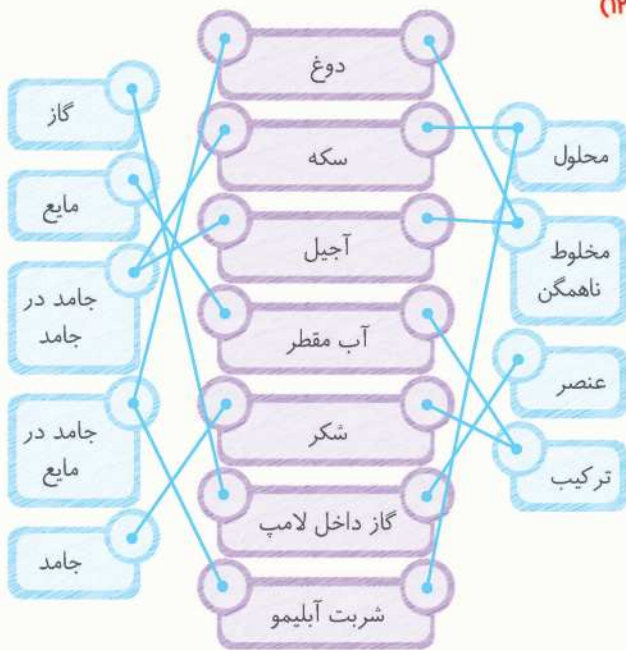 (۱۲
دوغ
سکه
آجیل
آب مقطر
شکر
گاز داخل لامپ
شربت آبلیمو
محلول
مخلوط
ناهمگن
عنصر
ترکیب
گاز
مایع
جامد در
جامد
جامد در
مایع
جامد